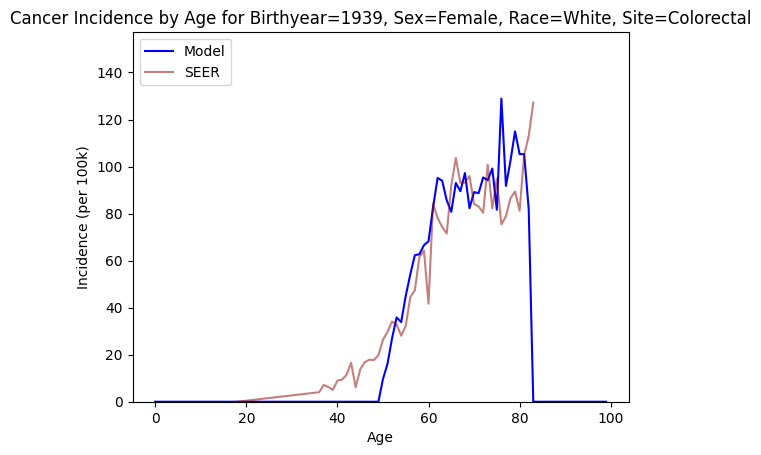 Cancer Incidence by Age for Birthyear=1939, Sex=Female, Race=White, Site=Colorectal
Model
SEER
Incidence (per 100k)
140
120
100
80
60
40
20
0
0 20 40 60 80 100
Age